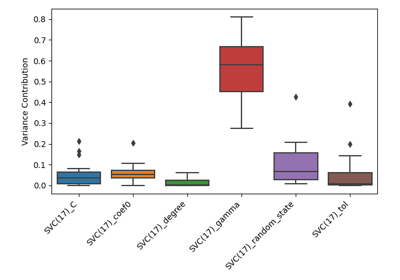 0.8
0.7
0.6
0.5
0.4
0.3
0.2
0.1
0.0
Variance Contribution
SVC(17)_C
SVC(17)_coef0
SVC(17)_degree
SVC(17)_gamma
SVC(17)_random_state
SVC(17)_tol